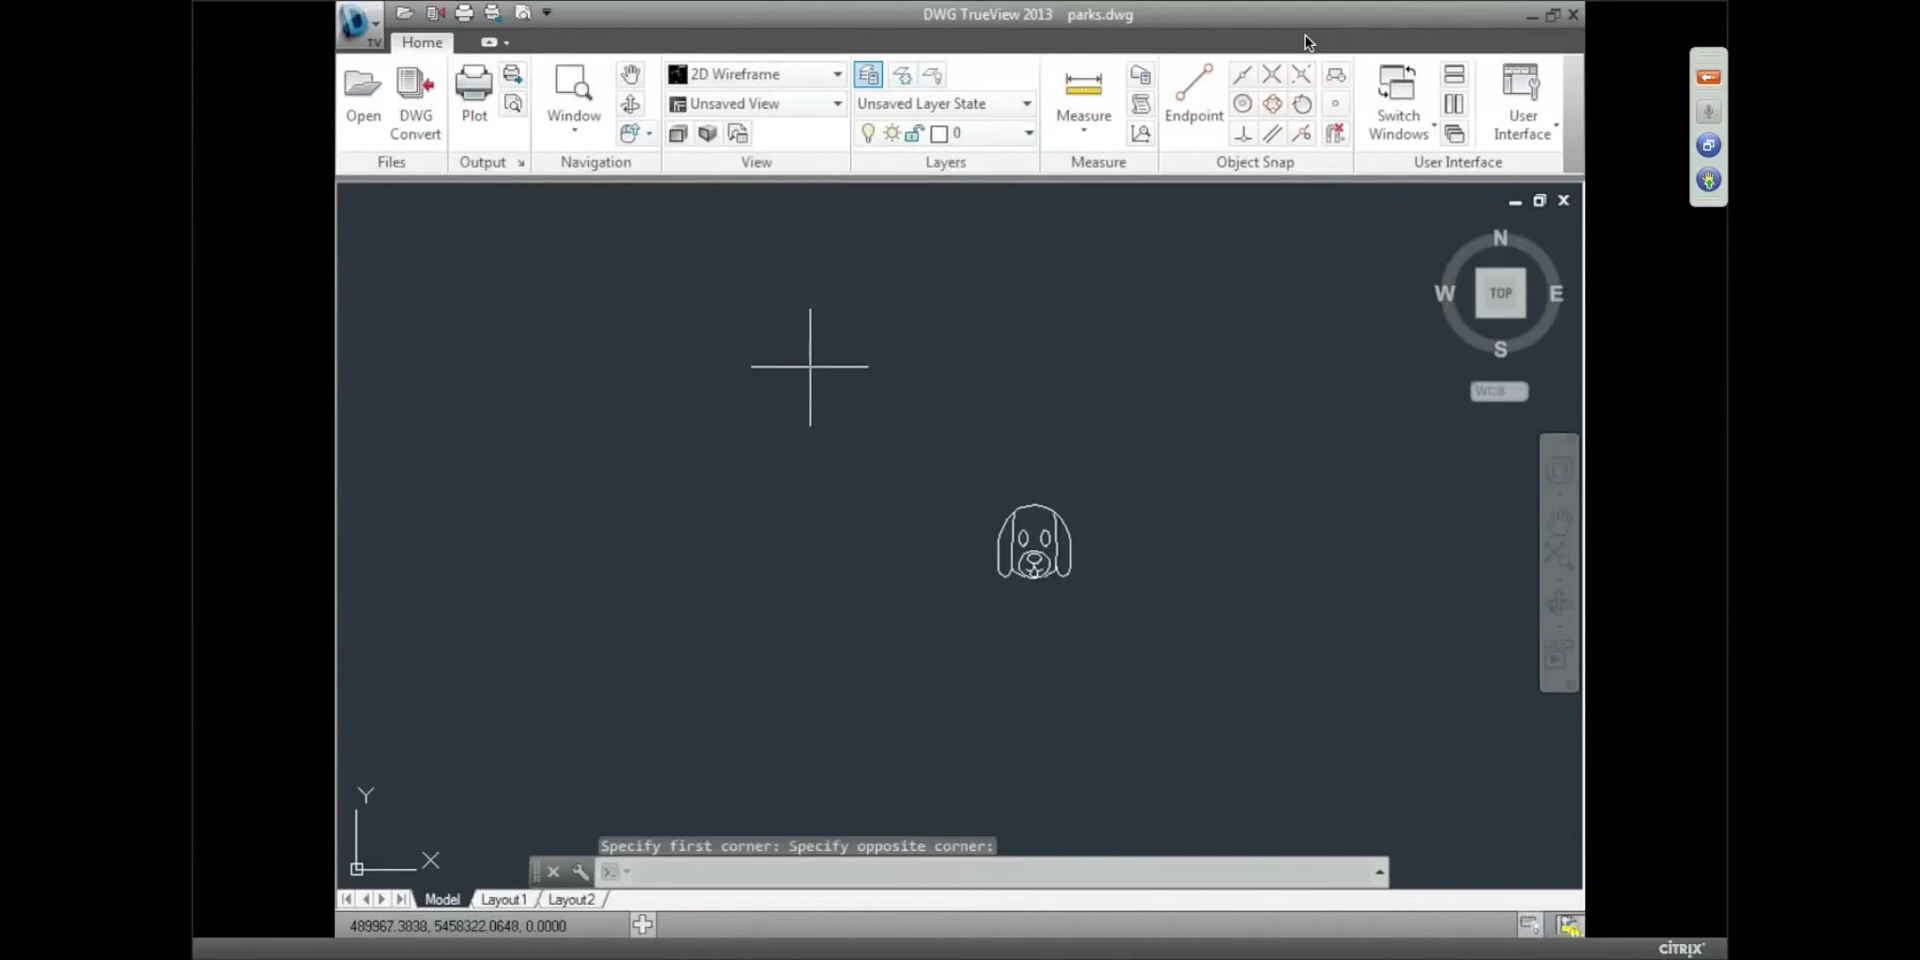 DWG TrueView 2013 parks.dwg
TV
Home
2D Wireframe
Unsaved View
Unsaved Layer State
0
Open
DWG
Convert
Plot
Window
Measure
Endpoint
Switch
Windows
User
Interface
Files
Output
Navigation
View
Layers
Measure
Object Snap
User Interface
N
W
TOP
E
S
WCS
Y
X
Specify first corner: Specify opposite corner:
Model
Layout1
Layout2
489967.3838, 5458322.0648, 0.0000
CITRIX